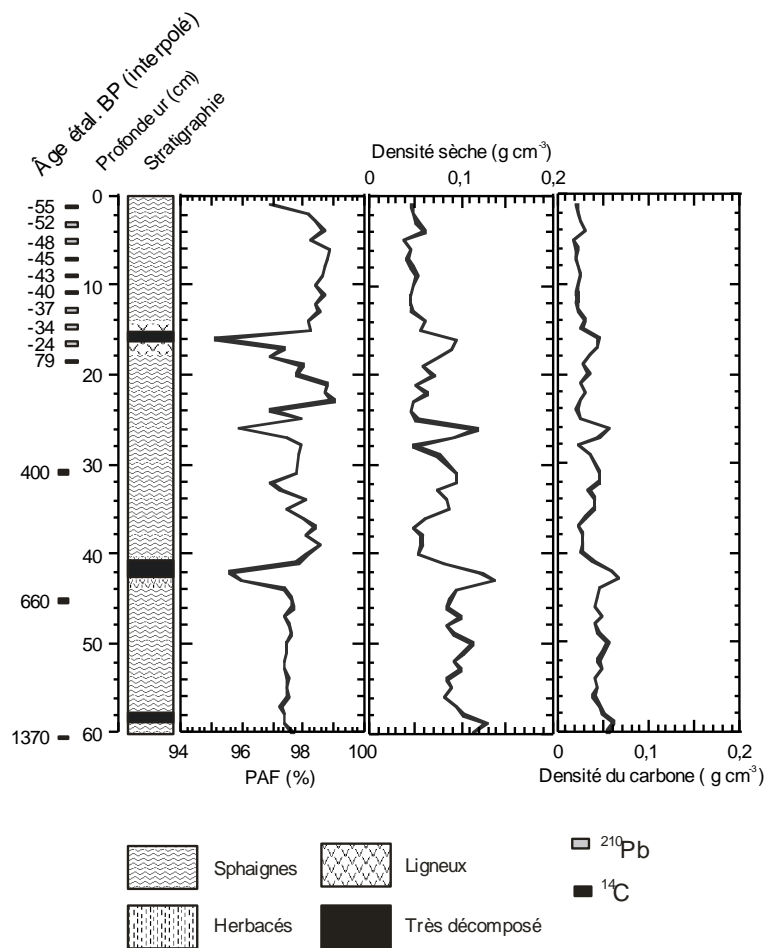 Âge étal. BP (interpolé)
Profondeur (cm)
Stratigraphie
Densité sèche (g cm-3)
0 0,1 0,2
0
10
20
30
40
50
60
-55
-52
-48
-45
-43
-40
-37
-34
-24
79
400
660
1370
94 96 98 100
PAF (%)
0 0,1 0,2
Densité du carbone ( g cm-3)
Sphaignes
Ligneux
210Pb
Herbacés
Très décomposé
14C